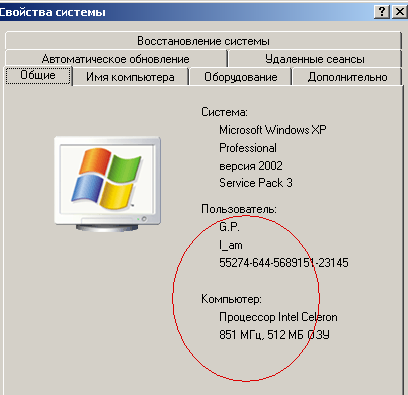 Свойства системы
Восстановление системы
Автоматическое обновление Удаленные сеансы
Общие Имя компьютера Оборудование Дополнительно
Система:
Microsoft Windows XP
Professional
версия 2002
Service Pack 3
Пользователь:
G.P.
I_am
55274-644-5689151-23145
Компьютер:
Процессор Intel Celeron
851 МГц, 512 МБ ОЗУ